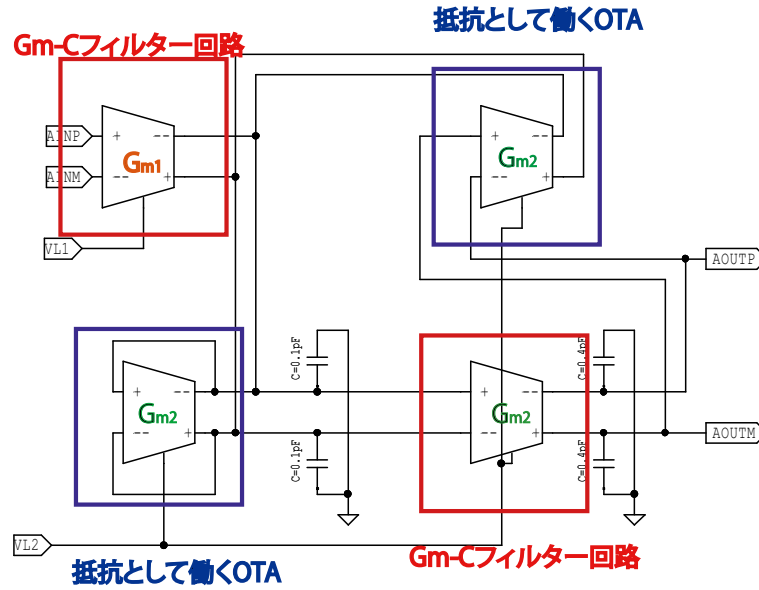 抵抗として働くOTA
Gm-Cフィルター回路
AINP
+
--
Gm1
AINM
--
+
VL1
+
--
Gm2
--
+
AOUTP
C=0.1pF
C=0.4pF
+
--
Gm2
--
+
+
--
Gm2
--
+
AOUTM
C=0.1pF
C=0.4pF
VL2
抵抗として働くOTA
Gm-Cフィルター回路